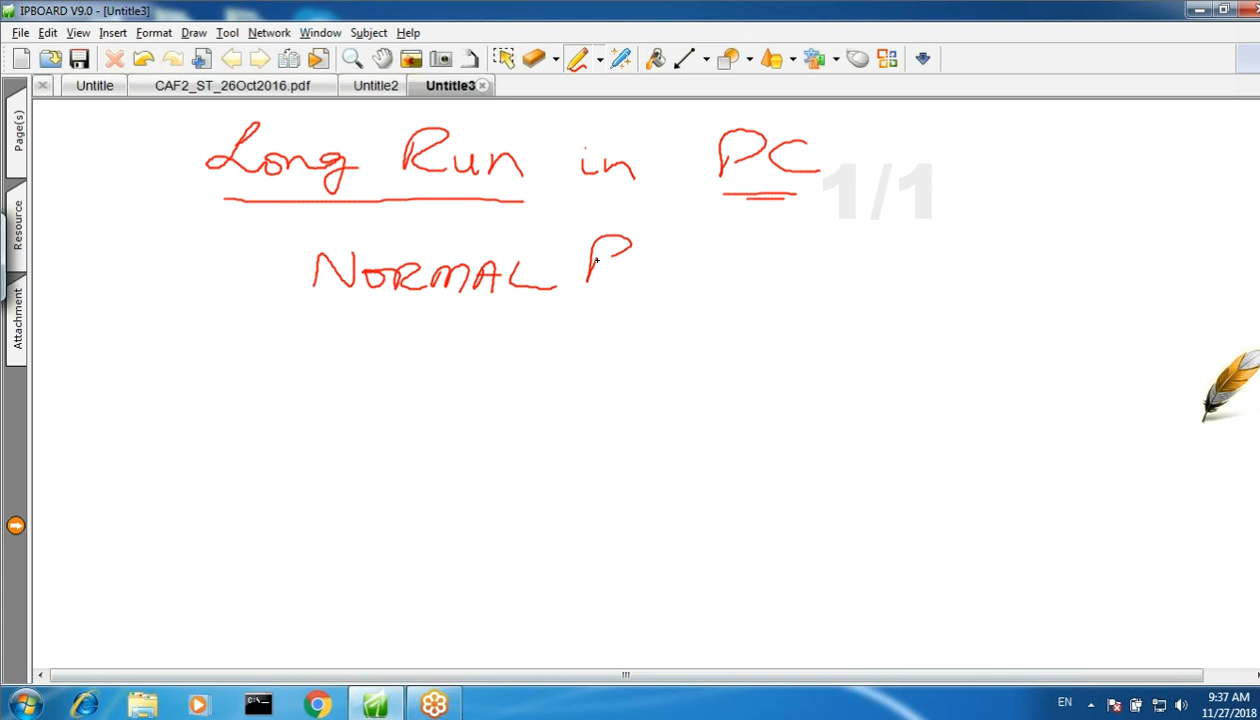 IPBOARD V9.0 - [Untitle3]
File Edit View Insert Format Draw Tool Network Window Subject Help
Untitle CAF2_ST_26Oct2016.pdf Untitle2 Untitle3
Page(s)
Resource
Attachment
Long Run in PC
1/1
NORMAL P
EN
9:37 AM
11/27/2018